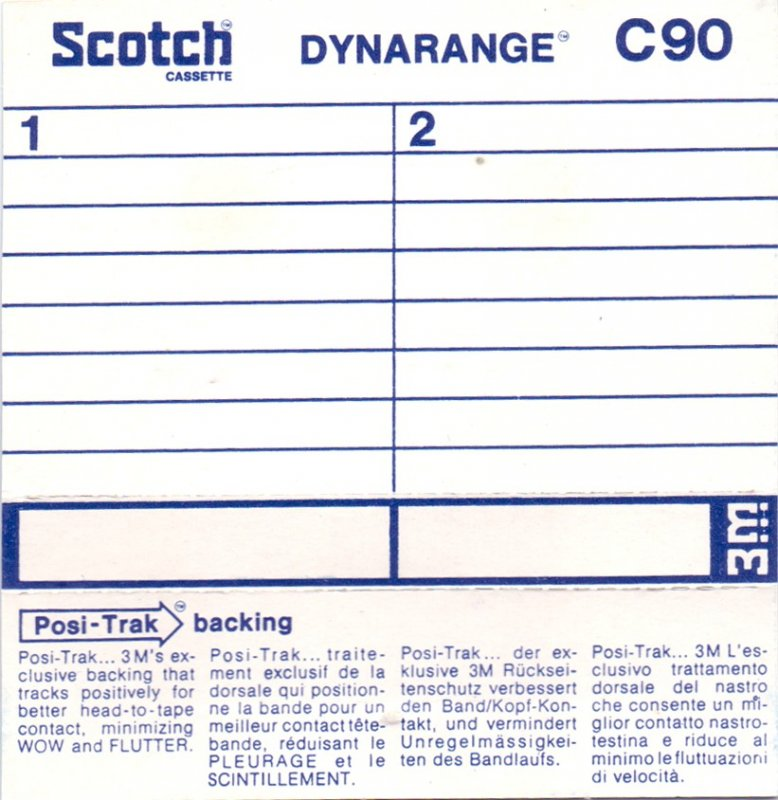 Scotch™ DYNARANGE™ C90
CASSETTE
1 2
3M
Posi-Trak™ backing
Posi-Trak... 3M's ex-
clusive backing that
tracks positively for
better head-to-tape
contact, minimizing
WOW and FLUTTER.
Posi-Trak... traite-
ment exclusif de la
dorsale qui position-
ne la bande pour un
meilleur contact tête-
bande, réduisant le
PLEURAGE et le
SCINTILLEMENT.
Posi-Trak... der ex-
klusive 3M Rücksei-
tenschutz verbessert
den Band/Kopf-Kon-
takt, und vermindert
Unregelmässigkei-
ten des Bandlaufs.
Posi-Trak... 3M L'es-
clusivo trattamento
dorsale del nastro
che consente un mi-
glior contatto nastro-
testina e riduce al
minimo le fluttuazioni
di velocità.